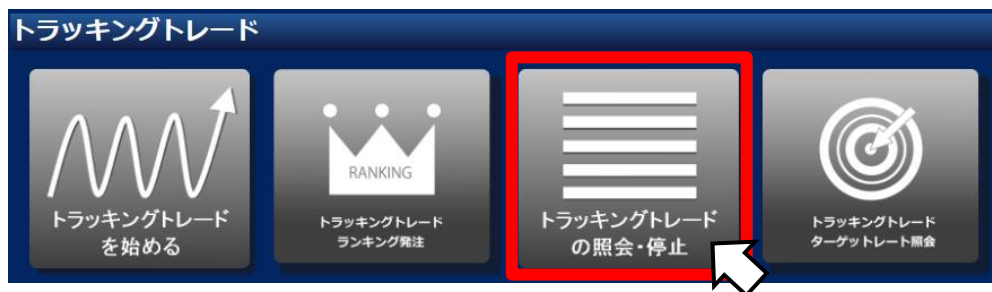 トラッキングトレード
トラッキングトレード
を始める
RANKING
トラッキングトレード
ランキング発注
トラッキングトレード
の照会・停止
トラッキングトレード
ターゲットレート照会